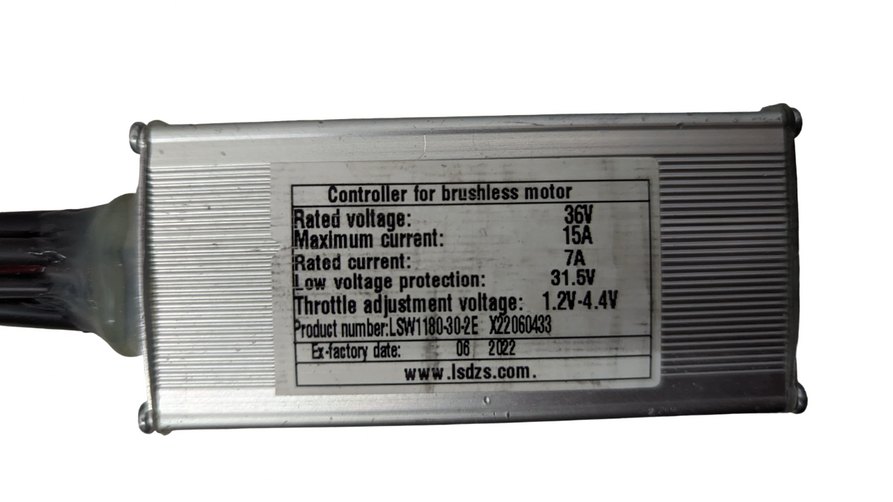 Controller for brushless motor
Rated voltage: 36V
Maximum current: 15A
Rated current: 7A
Low voltage protection: 31.5V
Throttle adjustment voltage: 1.2V-4.4V
Product number:LSW1180-30-2E X22060433
Ex-factory date: 06 2022
www.lsdzs.com.